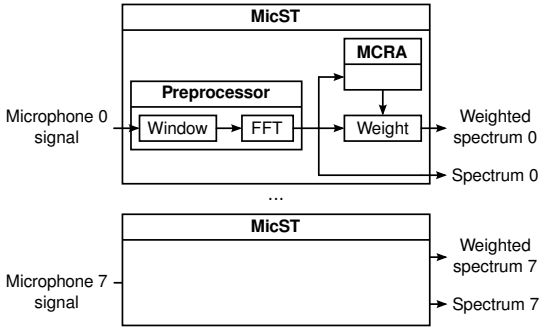 MicST
MCRA
Preprocessor
Microphone 0
signal
Window
FFT
Weight
Weighted
spectrum 0
Spectrum 0
...
MicST
Microphone 7
signal
Weighted
spectrum 7
Spectrum 7